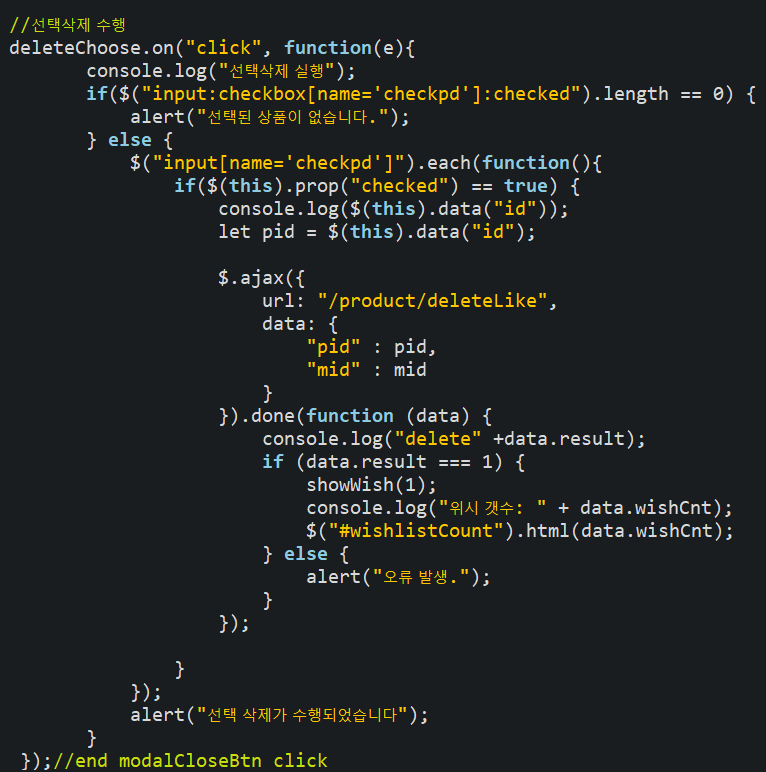 //선택삭제 수행
deleteChoose.on("click", function(e){
console.log("선택삭제 실행");
if($("input:checkbox[name='checkpd']:checked").length == 0) {
alert("선택된 상품이 없습니다.");
} else {
$("input[name='checkpd']").each(function(){
if($(this).prop("checked") == true) {
console.log($(this).data("id"));
let pid = $(this).data("id");
$.ajax({
url: "/product/deleteLike",
data: {
"pid" : pid,
"mid" : mid
}
}).done(function (data) {
console.log("delete" +data.result);
if (data.result === 1) {
showWish(1);
console.log("위시 갯수: " + data.wishCnt);
$("#wishlistCount").html(data.wishCnt);
} else {
alert("오류 발생.");
}
});
}
});
alert("선택 삭제가 수행되었습니다");
}
});//end modalCloseBtn click